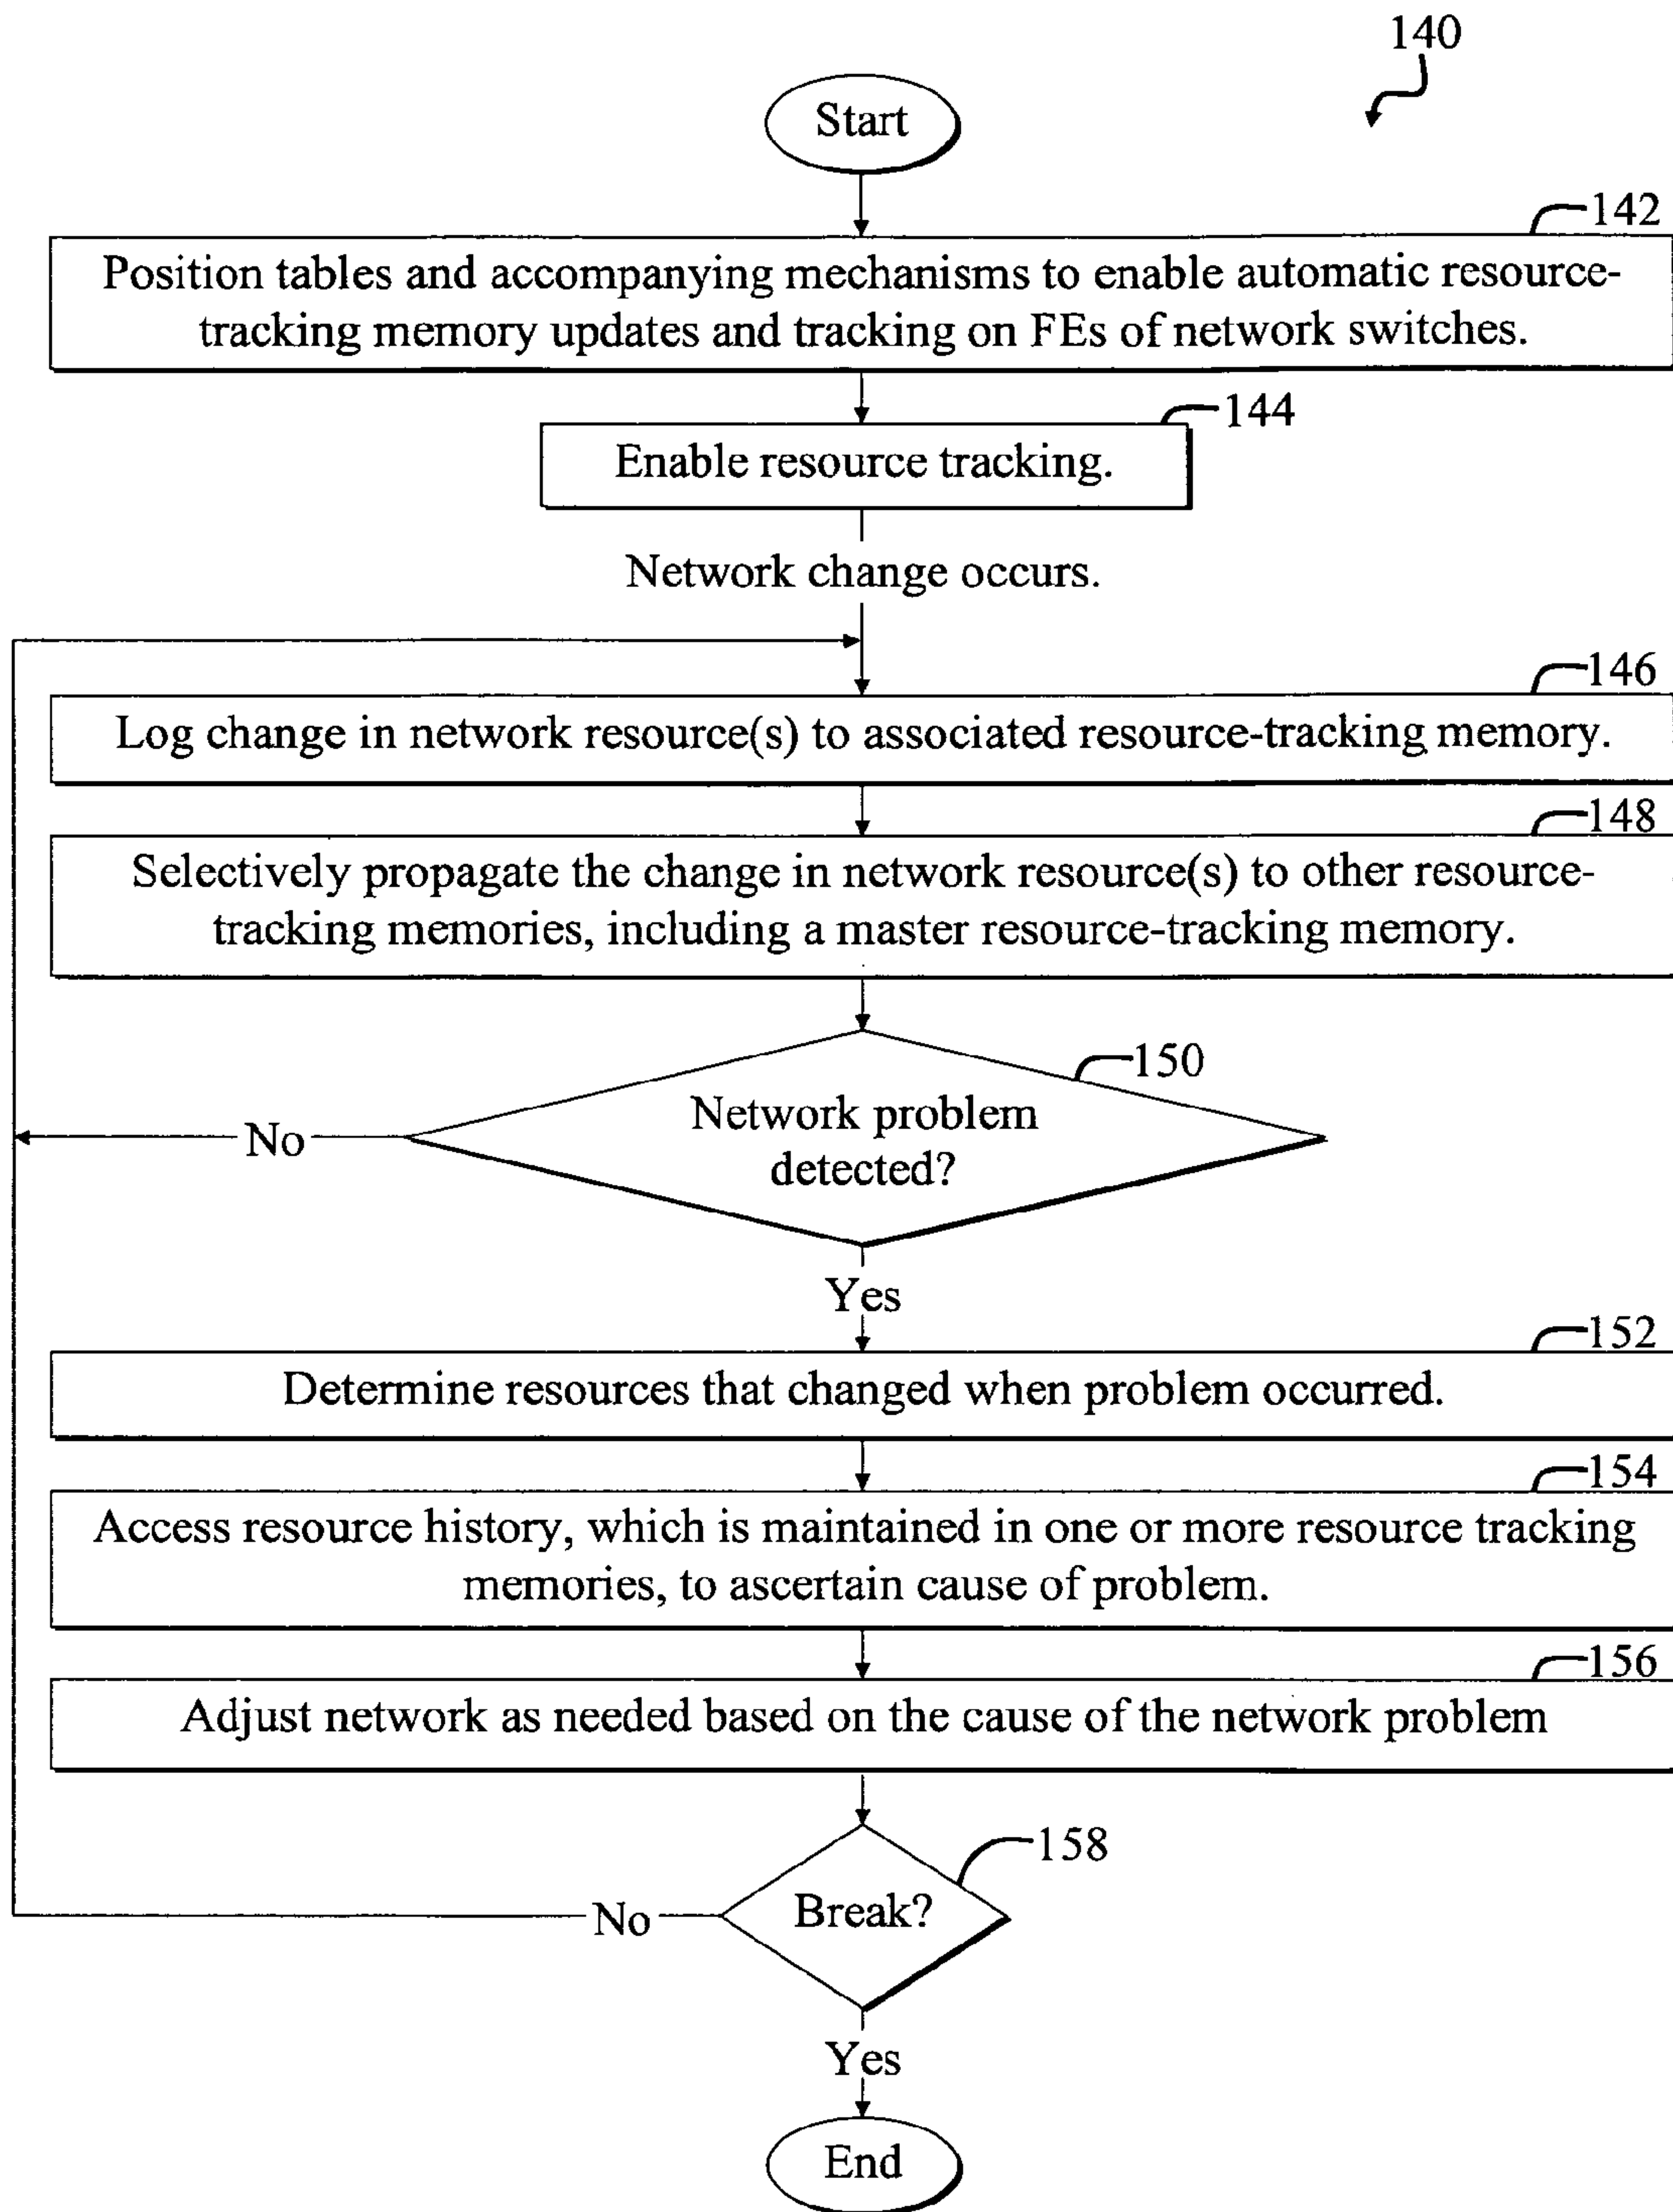 140
Start
142
Position tables and accompanying mechanisms to enable automatic resource-
tracking memory updates and tracking on FEs of network switches.
144
Enable resource tracking.
Network change occurs.
146
Log change in network resource(s) to associated resource-tracking memory.
148
Selectively propagate the change in network resource(s) to other resource-
tracking memories, including a master resource-tracking memory.
150
Network problem
detected?
No
Yes
152
Determine resources that changed when problem occurred.
154
Access resource history, which is maintained in one or more resource tracking
memories, to ascertain cause of problem.
156
Adjust network as needed based on the cause of the network problem
158
Break?
No
Yes
End